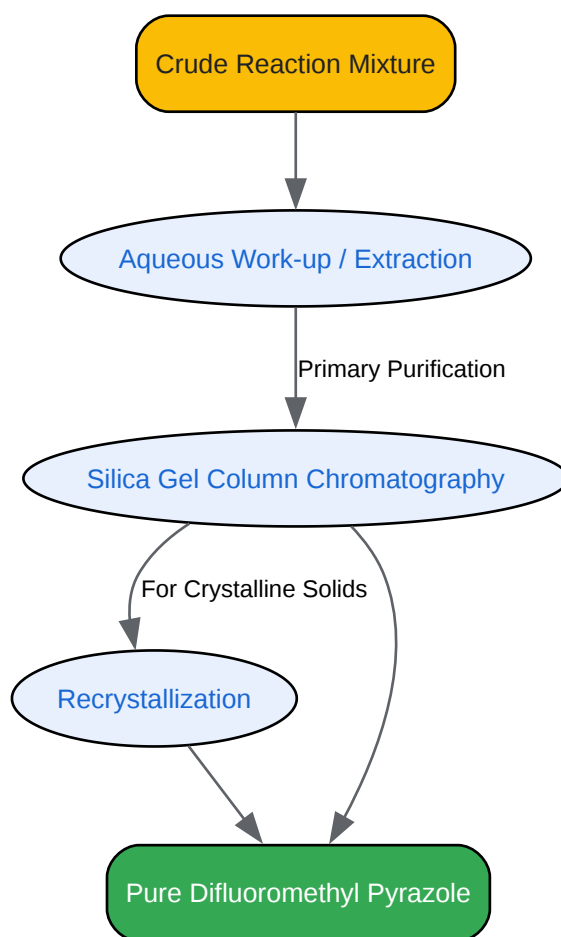 Crude Reaction Mixture
Aqueous Work-up / Extraction
Primary Purification
Silica Gel Column Chromatography
For Crystalline Solids
Recrystallization
Pure Difluoromethyl Pyrazole